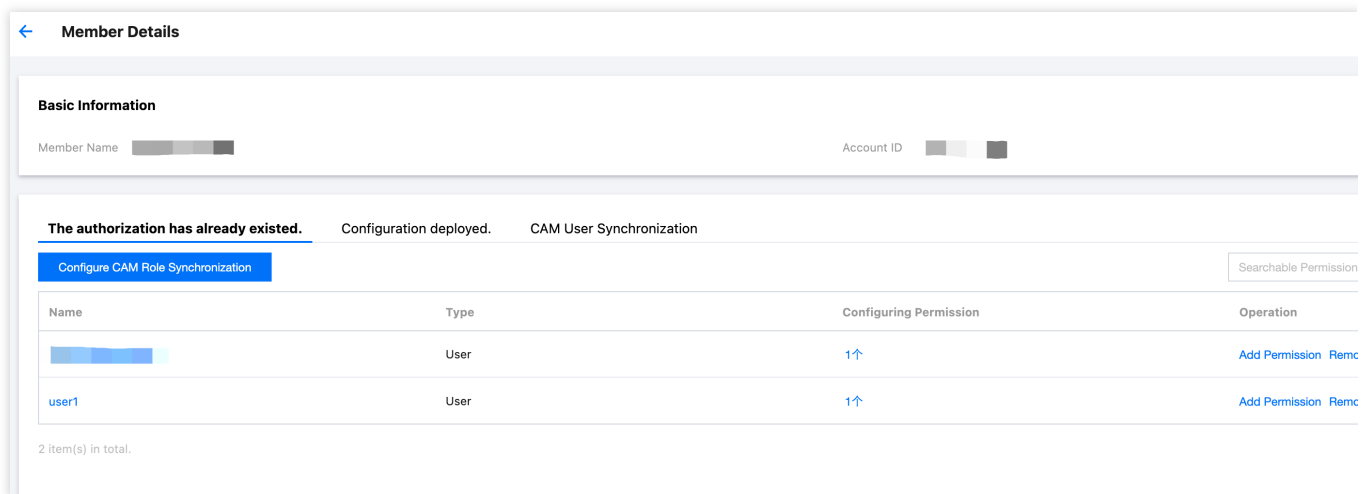 Member Details
Basic Information
Member Name
Account ID
The authorization has already existed. Configuration deployed. CAM User Synchronization
Configure CAM Role Synchronization
Searchable Permission
Name Type Configuring Permission Operation
User 1个 Add Permission
user1 User 1个 Add Permission
2 item(s) in total.